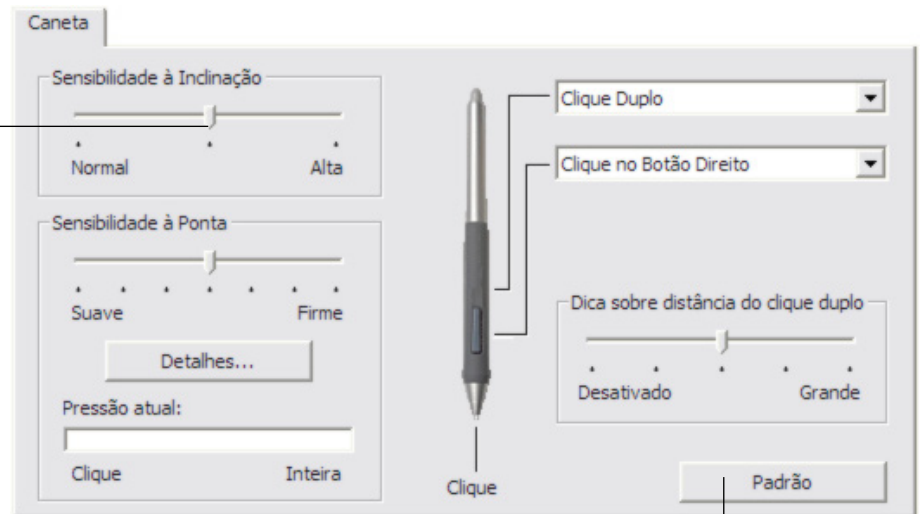 Caneta
Sensibilidade à Inclinação
Normal Alta
Sensibilidade à Ponta
Suave Firme
Detalhes...
Pressão atual:
Clique Inteira
Clique
Clique Duplo
Clique no Botão Direito
Dica sobre distância do clique duplo
Desativado Grande
Padrão